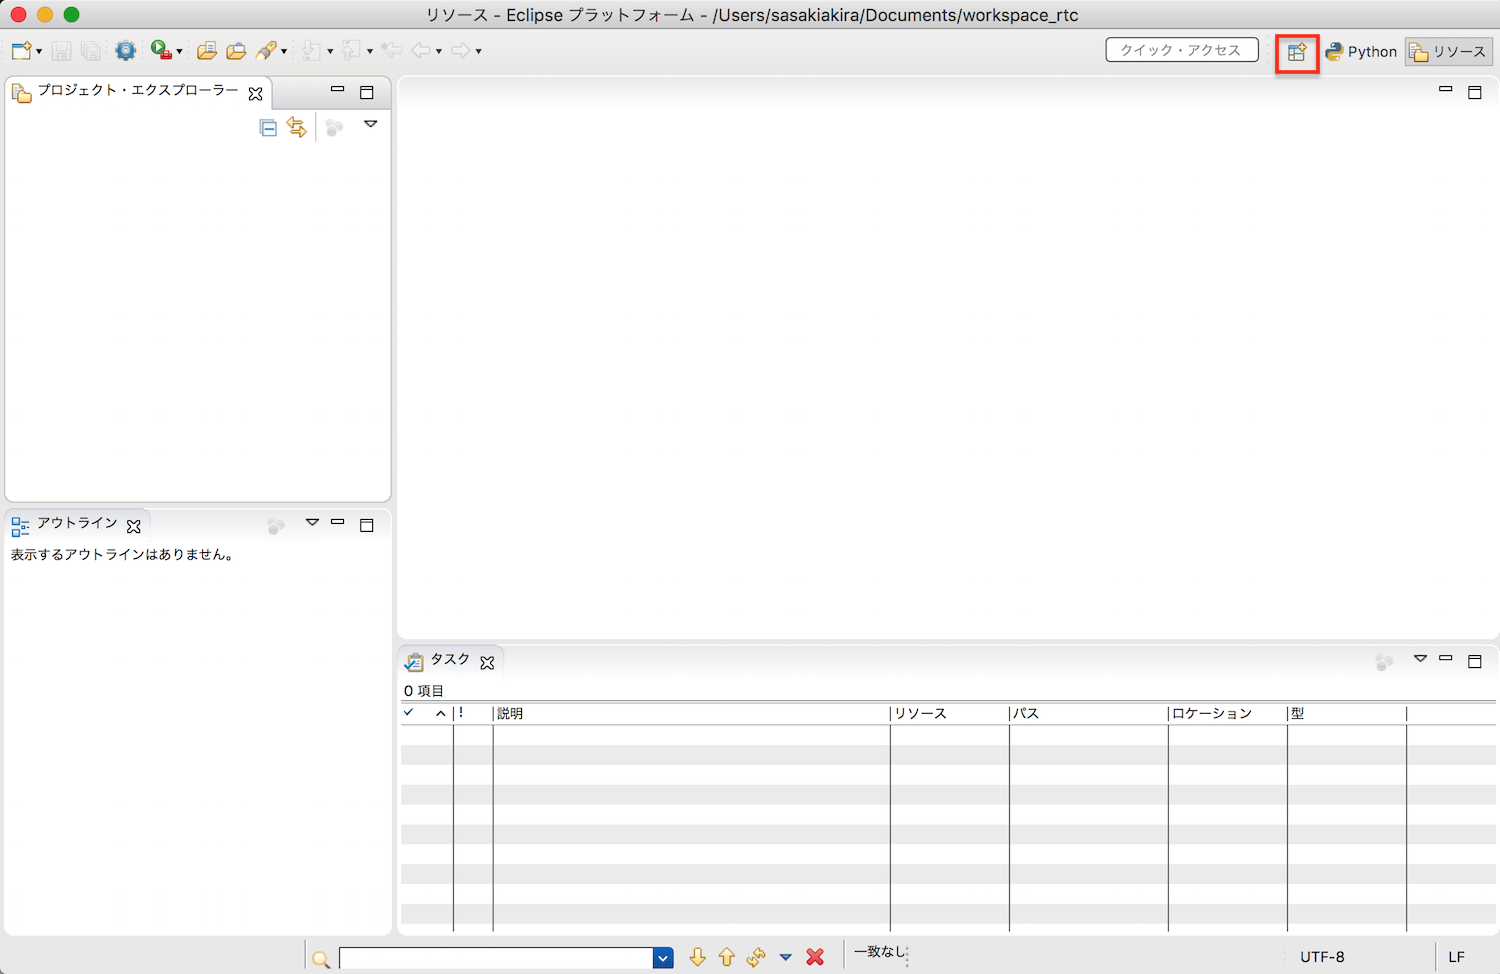 リソース - Eclipse プラットフォーム - /Users/sasakiakira/Documents/workspace_rtc
クイック・アクセス
Python
リソース
プロジェクト・エクスプローラー
アウトライン
表示するアウトラインはありません。
タスク
0 項目
! 説明 リソース パス ロケーション 型
一致なし
UTF-8
LF